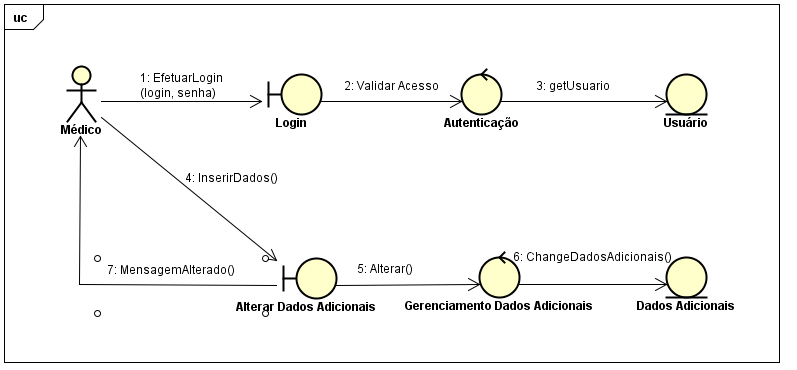 uc
1: EfetuarLogin
(login, senha)
2: Validar Acesso
3: getUsuario
Médico
Login
Autenticação
Usuário
4: InserirDados()
7: MensagemAlterado()
5: Alterar()
6: ChangeDadosAdicionais()
Alterar Dados Adicionais
Gerenciamento Dados Adicionais
Dados Adicionais